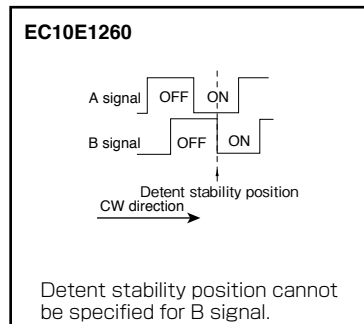 EC10E1260
A signal OFF ON
B signal OFF ON
Detent stability position
CW direction
Detent stability position cannot
be specified for B signal.